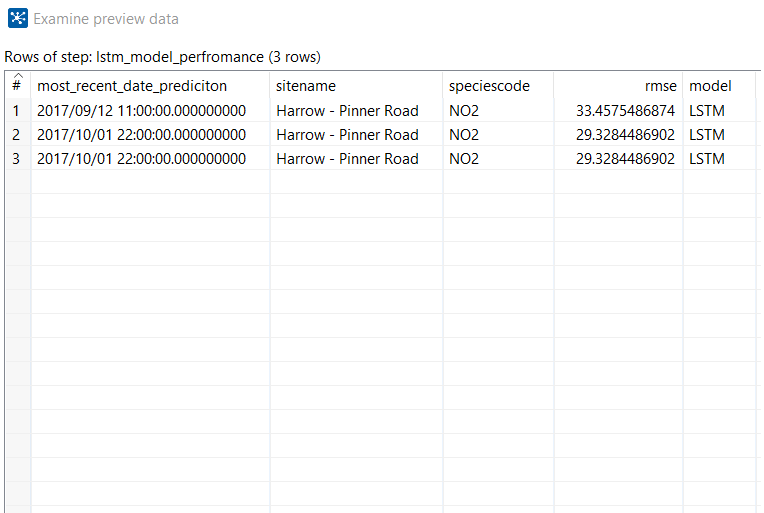 Examine preview data
Rows of step: lstm_model_perfromance (3 rows)
# most_recent_date_prediciton sitename speciescode rmse model
1 2017/09/12 11:00:00.000000000 Harrow - Pinner Road NO2 33.4575486874 LSTM
2 2017/10/01 22:00:00.000000000 Harrow - Pinner Road NO2 29.3284486902 LSTM
3 2017/10/01 22:00:00.000000000 Harrow - Pinner Road NO2 29.3284486902 LSTM